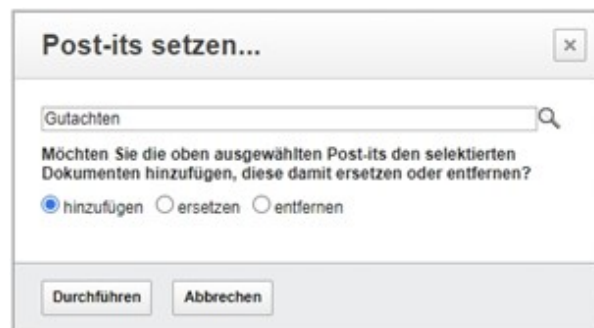 Post-its setzen...
Gutachten
Möchten Sie die oben ausgewählten Post-its den selektierten
Dokumenten hinzufügen, diese damit ersetzen oder entfernen?
hinzufügen ersetzen entfernen
Durchführen Abbrechen